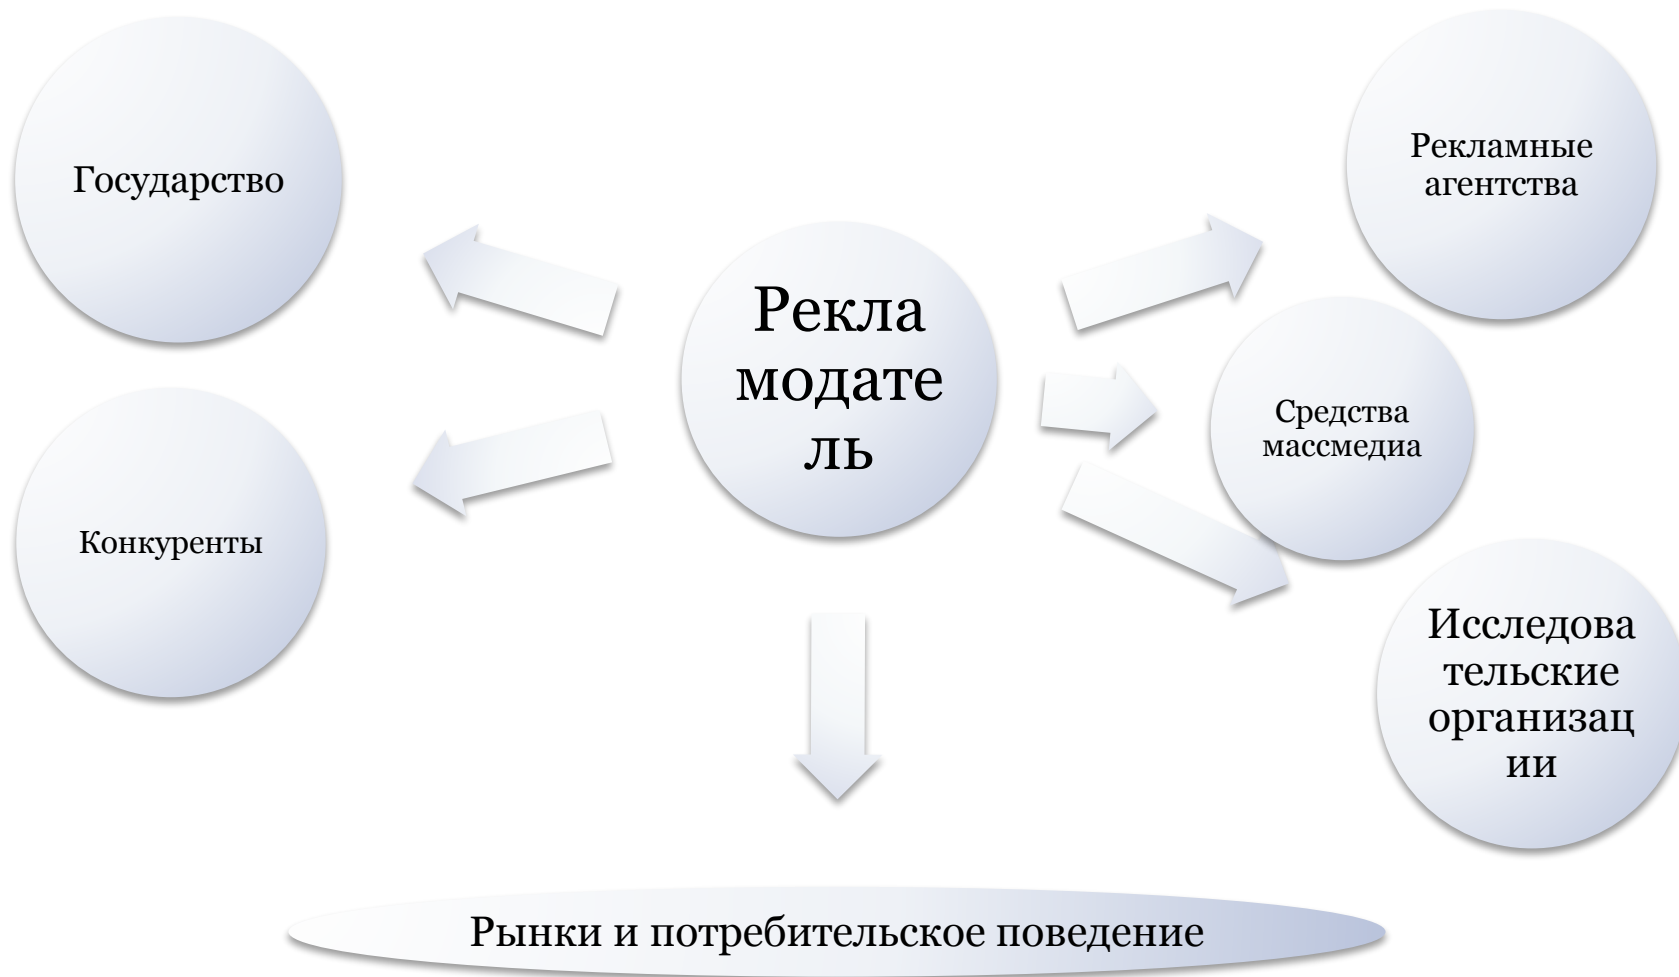 Государство
Рекламные
агентства
Рекла
модате
ль
Средства
массмедиа
Конкуренты
Исследова
тельские
организац
ии
Рынки и потребительское поведение